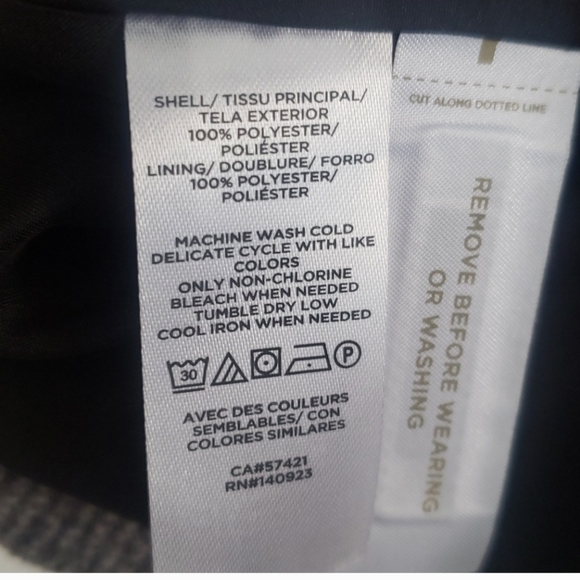 SHELL/ TISSU PRINCIPAL/
TELA EXTERIOR
100% POLYESTER/
POLIÉSTER
LINING/ DOUBLURE/ FORRO
100% POLYESTER/
POLIÉSTER
MACHINE WASH COLD
DELICATE CYCLE WITH LIKE
COLORS
ONLY NON-CHLORINE
BLEACH WHEN NEEDED
TUMBLE DRY LOW
COOL IRON WHEN NEEDED
30 P
AVEC DES COULEURS
SEMBLABLES/ CON
COLORES SIMILARES
CA#57421
RN#140923
CUT ALONG DOTTED LINE
REMOVE BEFORE WEARING
OR WASHING